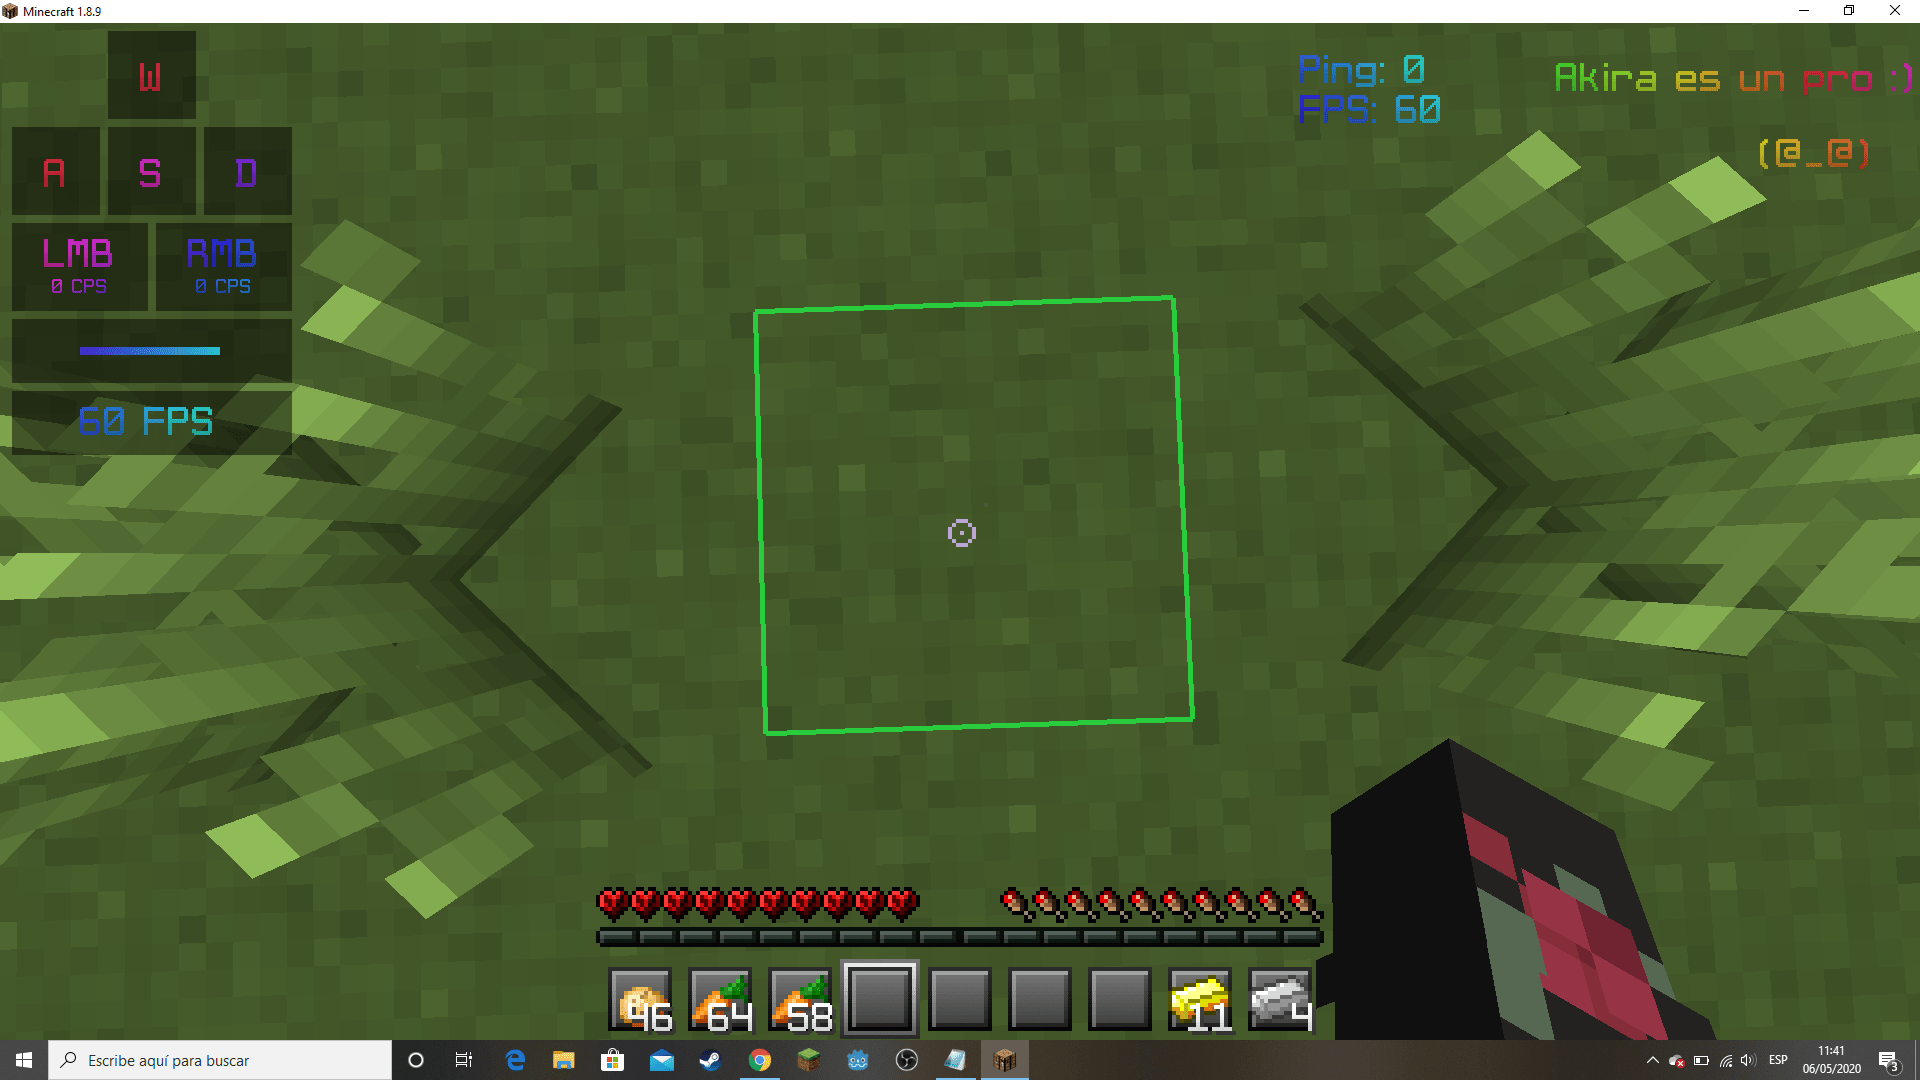 Minecraft 1.8.9
W
Ping: 0
Akira es un pro :)
FPS: 60
(@_@)
A S D
LMB RMB
0 CPS 0 CPS
60 FPS
46 64 58 11 4
Escribe aquí para buscar
ESP
11:41
06/05/2020
3